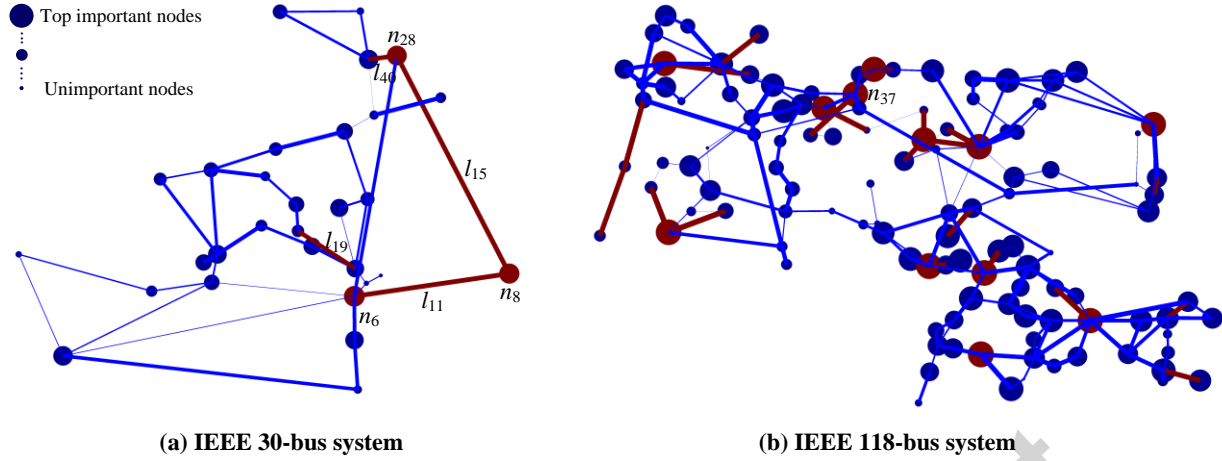 Top important nodes
Unimportant nodes
n28
l40
n37
l15
l19
n8
l11
n6
(a) IEEE 30-bus system
(b) IEEE 118-bus system